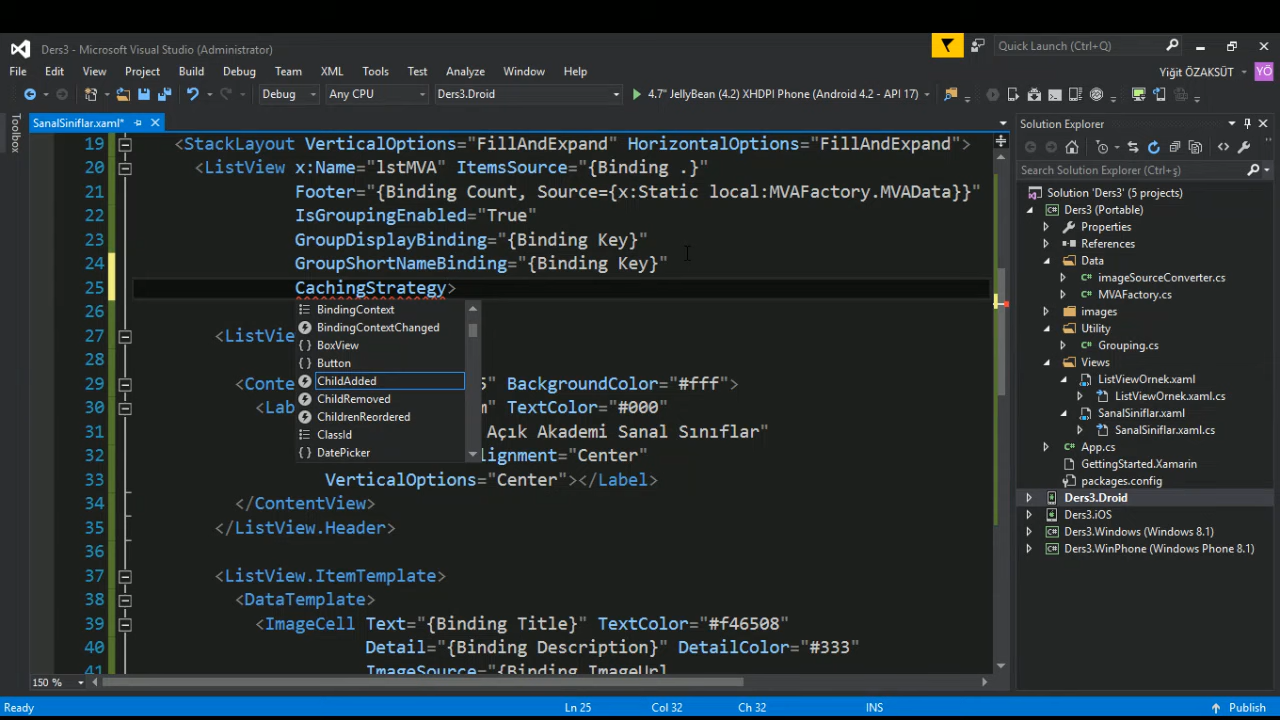 Ders3 - Microsoft Visual Studio (Administrator)
Quick Launch (Ctrl+Q)
File Edit View Project Build Debug Team XML Tools Test Analyze Window Help
Yiğit ÖZAKSÜT YÖ
Debug Any CPU Ders3.Droid 4.7" JellyBean (4.2) XHDPI Phone (Android 4.2 - API 17)
Toolbox
SanalSiniflar.xaml*
19 <StackLayout VerticalOptions="FillAndExpand" HorizontalOptions="FillAndExpand">
20 <ListView x:Name="lstMVA" ItemsSource="{Binding .}"
21 Footer="{Binding Count, Source={x:Static local:MVAFactory.MVAData}}"
22 IsGroupingEnabled="True"
23 GroupDisplayBinding="{Binding Key}"
24 GroupShortNameBinding="{Binding Key}"
25 CachingStrategy>
26
27 <ListVie
28
29 <Conte 5" BackgroundColor="#fff">
30 <Lab m" TextColor="#000"
31 Açık Akademi Sanal Sınıflar"
32 lignment="Center"
33 VerticalOptions="Center"></Label>
34 </ContentView>
35 </ListView.Header>
36
37 <ListView.ItemTemplate>
38 <DataTemplate>
39 <ImageCell Text="{Binding Title}" TextColor="#f46508"
40 Detail="{Binding Description}" DetailColor="#333"
41 ImageSource="{Binding ImageUrl
BindingContext
BindingContextChanged
BoxView
Button
ChildAdded
ChildRemoved
ChildrenReordered
ClassId
DatePicker
150 %
Solution Explorer
Search Solution Explorer (Ctrl+ş)
Solution 'Ders3' (5 projects)
Ders3 (Portable)
Properties
References
Data
imageSourceConverter.cs
MVAFactory.cs
images
Utility
Grouping.cs
Views
ListViewOrnek.xaml
ListViewOrnek.xaml.cs
SanalSiniflar.xaml
SanalSiniflar.xaml.cs
App.cs
GettingStarted.Xamarin
packages.config
Ders3.Droid
Ders3.iOS
Ders3.Windows (Windows 8.1)
Ders3.WinPhone (Windows Phone 8.1)
Ready Ln 25 Col 32 Ch 32 INS Publish